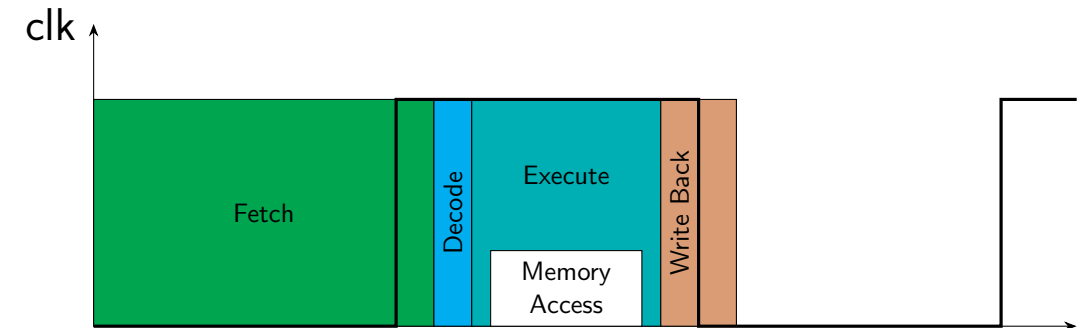 clk
Fetch
Decode
Execute
Memory
Access
Write Back